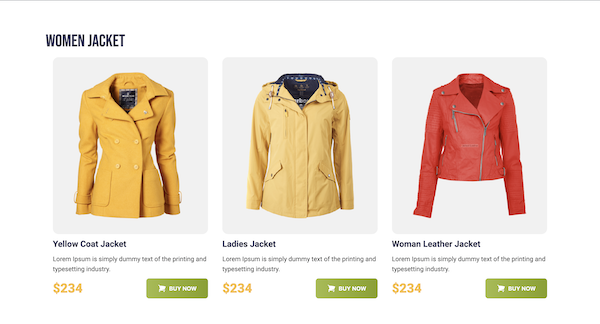 WOMEN JACKET
Yellow Coat Jacket
Lorem Ipsum is simply dummy text of the printing and
typesetting industry.
$234
BUY NOW
Ladies Jacket
Lorem Ipsum is simply dummy text of the printing and
typesetting industry.
$234
BUY NOW
Woman Leather Jacket
Lorem Ipsum is simply dummy text of the printing and
typesetting industry.
$234
BUY NOW